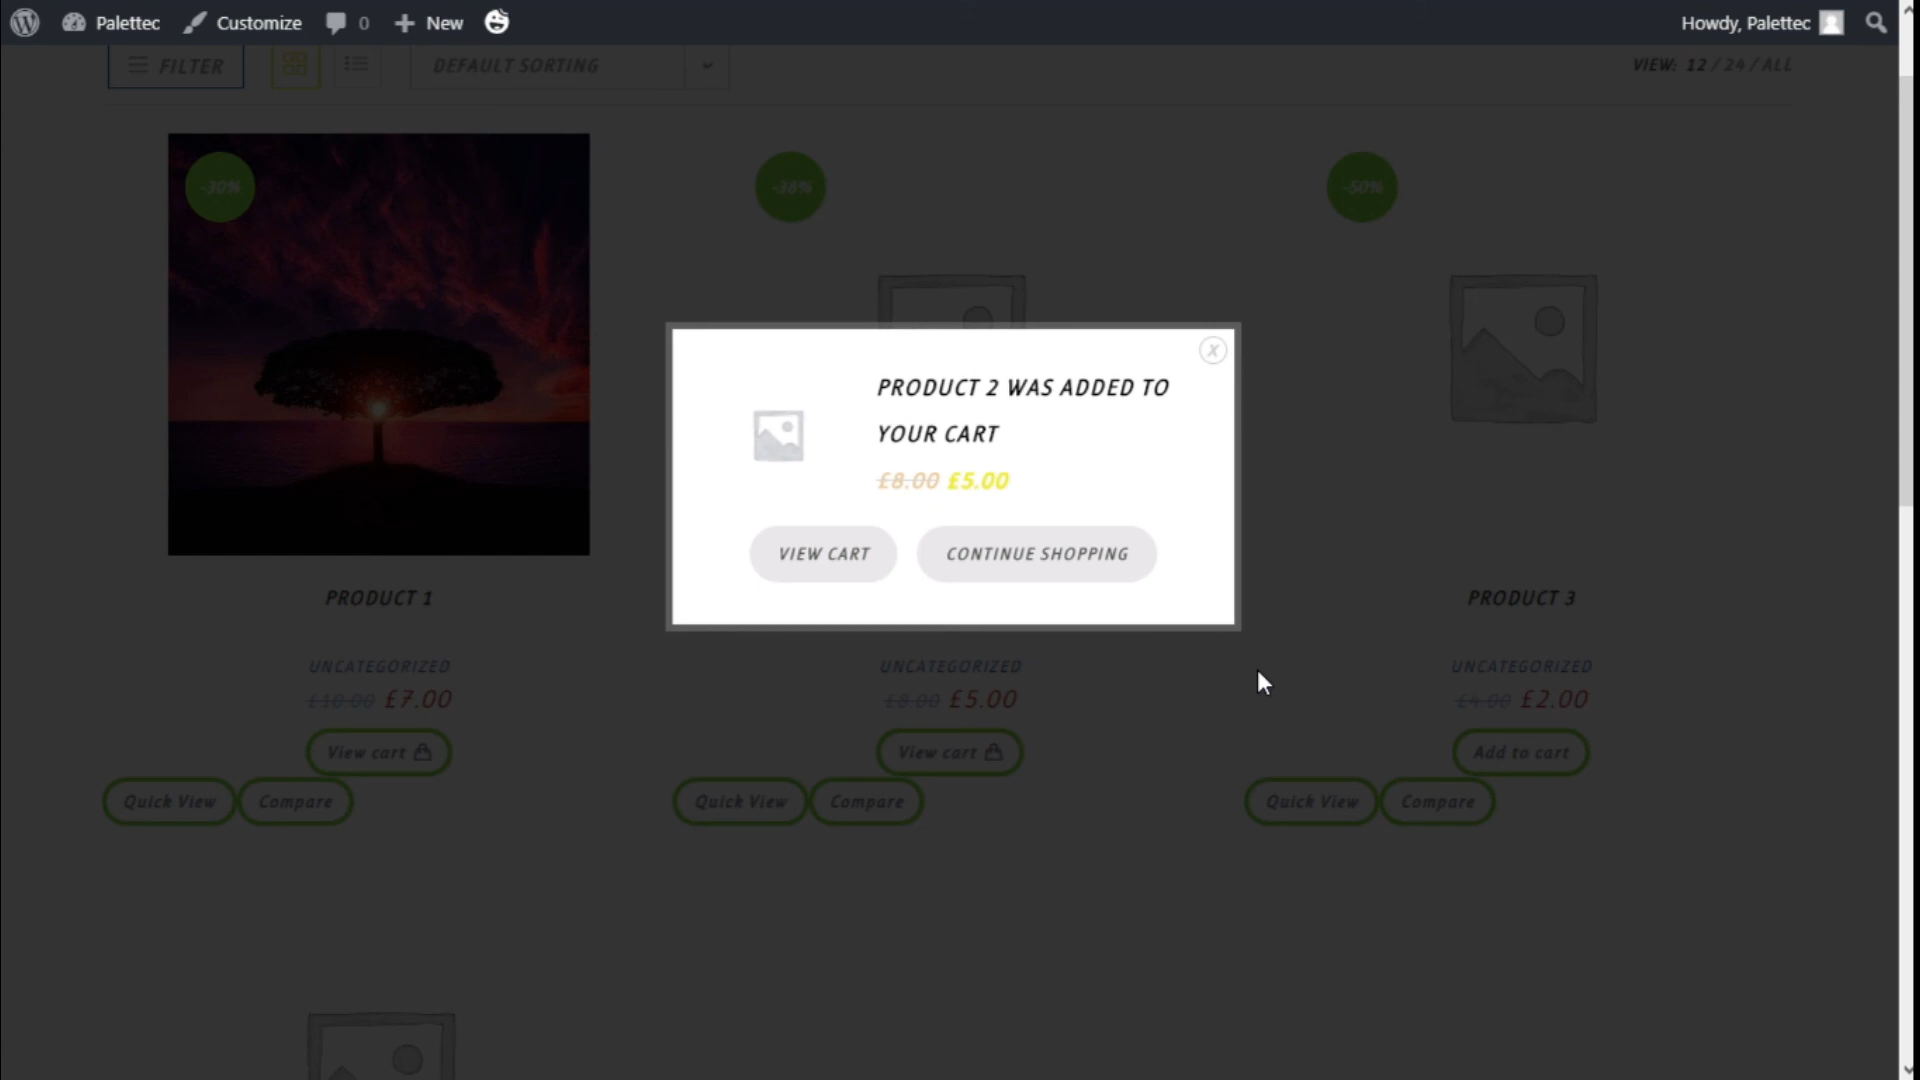 Palettec Customize 0 New Howdy, Palettec
FILTER DEFAULT SORTING VIEW: 12 / 24 / ALL
-30% -38% -50%
X
PRODUCT 2 WAS ADDED TO
YOUR CART
£8.00 £5.00
VIEW CART CONTINUE SHOPPING
PRODUCT 1 PRODUCT 3
UNCATEGORIZED UNCATEGORIZED UNCATEGORIZED
£10.00 £7.00 £8.00 £5.00 £4.00 £2.00
View cart View cart Add to cart
Quick View Compare Quick View Compare Quick View Compare